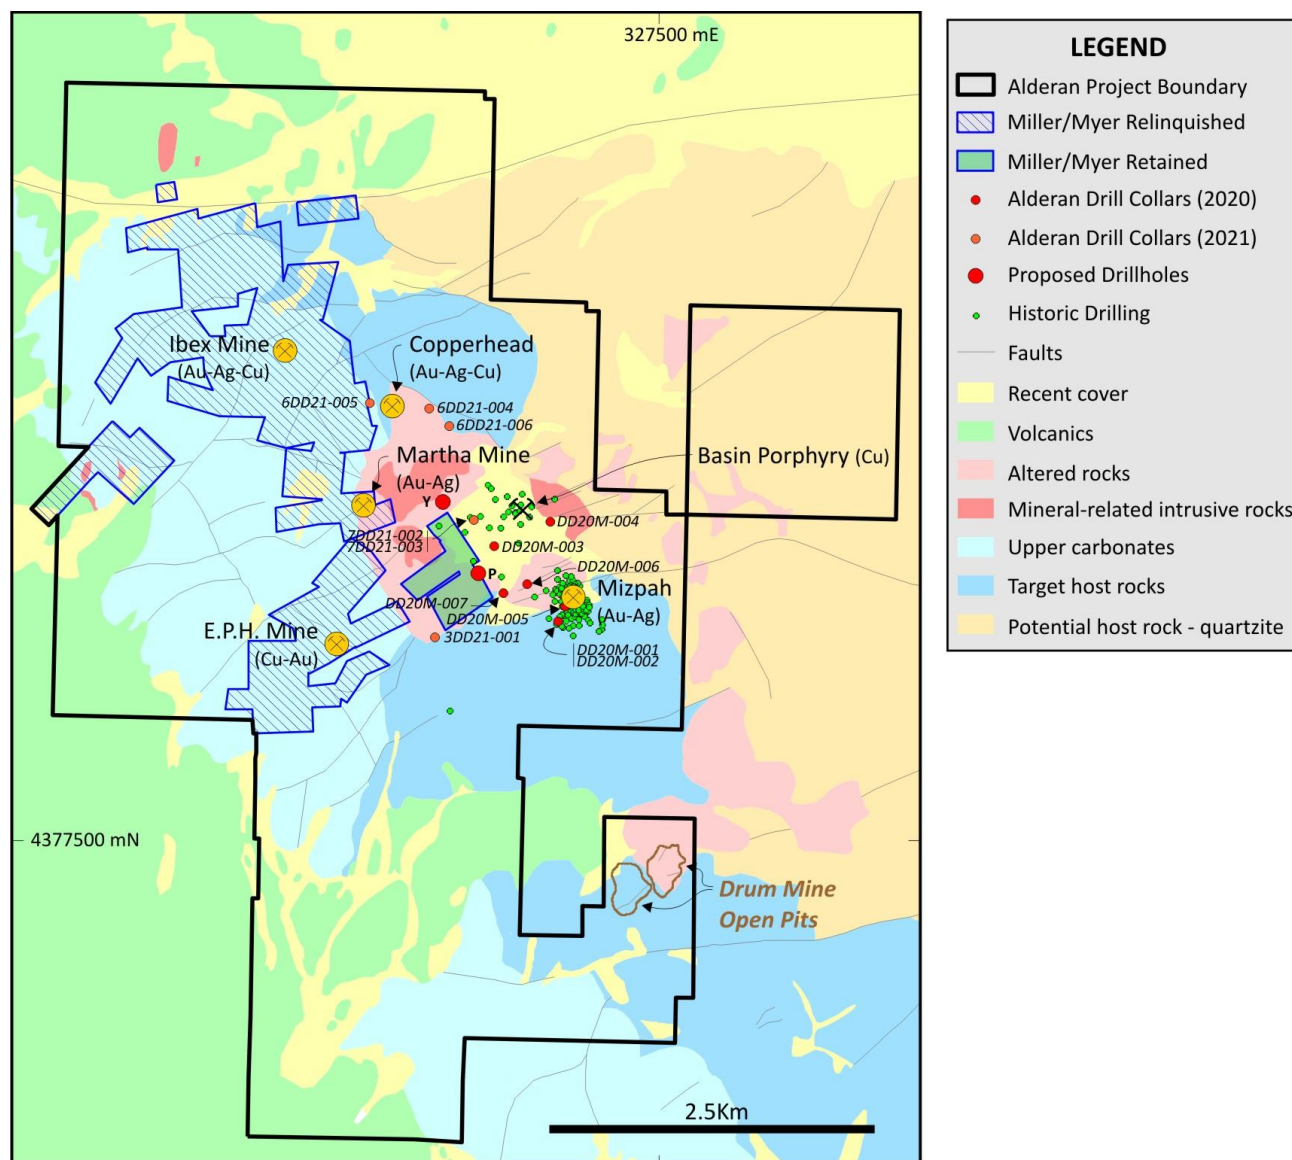 327500 mE
Ibex Mine
(Au-Ag-Cu)
Copperhead
(Au-Ag-Cu)
6DD21-005
6DD21-004
6DD21-006
Martha Mine
(Au-Ag)
Basin Porphyry (Cu)
Y
7DD21-002
7DD21-003
DD20M-004
DD20M-003
DD20M-006
P
DD20M-007
DD20M-005
Mizpah
(Au-Ag)
E.P.H. Mine
(Cu-Au)
3DD21-001
DD20M-001
DD20M-002
4377500 mN
Drum Mine
Open Pits
2.5Km
LEGEND
Alderan Project Boundary
Miller/Myer Relinquished
Miller/Myer Retained
Alderan Drill Collars (2020)
Alderan Drill Collars (2021)
Proposed Drillholes
Historic Drilling
Faults
Recent cover
Volcanics
Altered rocks
Mineral-related intrusive rocks
Upper carbonates
Target host rocks
Potential host rock - quartzite